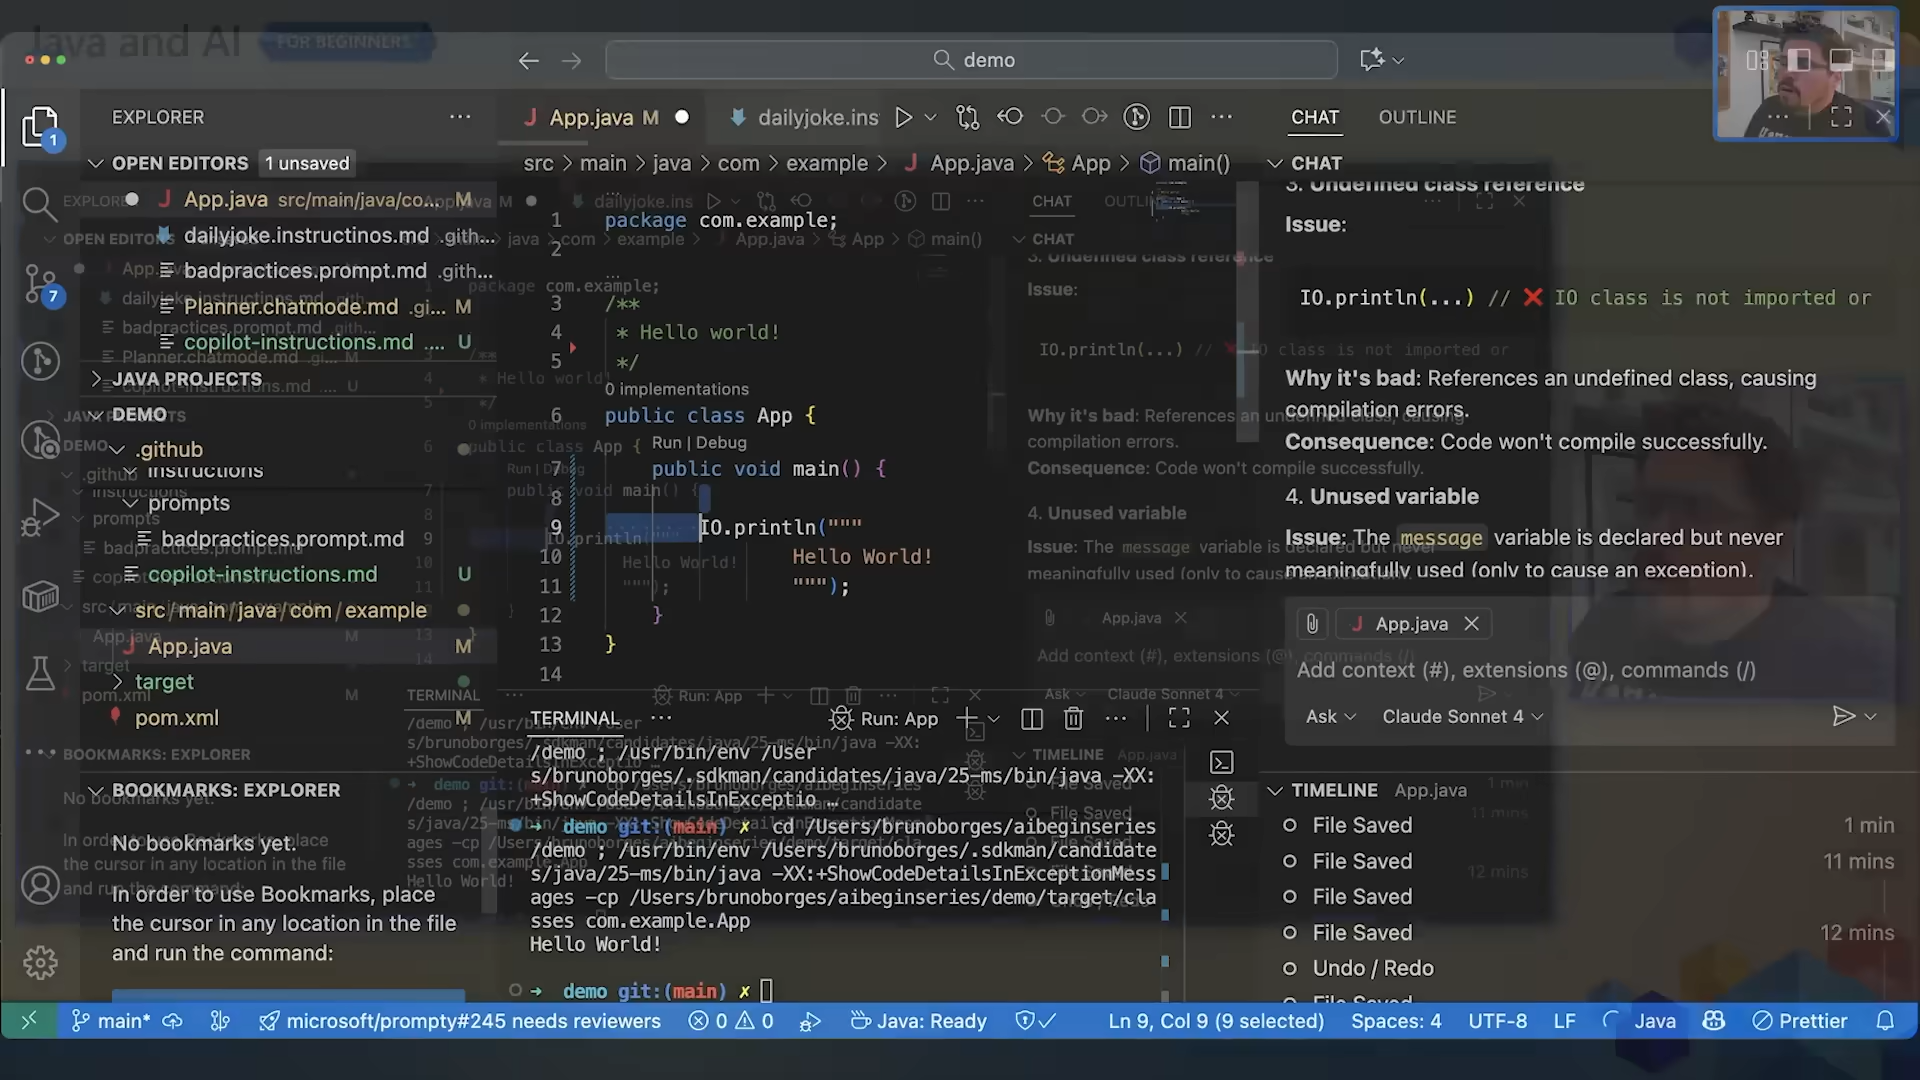 Java and AI FOR BEGINNERS
demo
EXPLORER
OPEN EDITORS 1 unsaved
App.java src/main/java/co... M
dailyjoke.instructinos.md .gith...
badpractices.prompt.md .gith...
Planner.chatmode.md .gi... M
copilot-instructions.md .... U
JAVA PROJECTS
DEMO
.github
instructions
prompts
badpractices.prompt.md
copilot-instructions.md U
src/main/java/com/example
App.java M
target
pom.xml M
BOOKMARKS: EXPLORER
No bookmarks yet.
In order to use Bookmarks, place
the cursor in any location in the file
and run the command:
1
7
App.java M
dailyjoke.ins
src > main > java > com > example > App.java > App > main()
1 package com.example;
2
3 /**
4 * Hello world!
5 */
0 implementations
6 public class App {
Run | Debug
7 public void main() {
8
9 IO.println("""
10 Hello World!
11 """);
12 }
13 }
14
TERMINAL
Run: App
/demo ; /usr/bin/env /User
s/brunoborges/.sdkman/candidates/java/25-ms/bin/java -XX:
+ShowCodeDetailsInExceptio …
➜ demo git:(main) ✗ cd /Users/brunoborges/aibeginseries
/demo ; /usr/bin/env /Users/brunoborges/.sdkman/candidate
s/java/25-ms/bin/java -XX:+ShowCodeDetailsInExceptionMess
ages -cp /Users/brunoborges/aibeginseries/demo/target/cla
sses com.example.App
Hello World!
➜ demo git:(main) ✗
CHAT OUTLINE
CHAT
3. Undefined class reference
Issue:
IO.println(...) // ❌ IO class is not imported or
Why it's bad: References an undefined class, causing
compilation errors.
Consequence: Code won't compile successfully.
4. Unused variable
Issue: The message variable is declared but never
meaningfully used (only to cause an exception).
App.java
Add context (#), extensions (@), commands (/)
Ask Claude Sonnet 4
TIMELINE App.java
File Saved 1 min
File Saved 11 mins
File Saved
File Saved 12 mins
Undo / Redo
File Saved
main* microsoft/prompty#245 needs reviewers 0 0 Java: Ready Ln 9, Col 9 (9 selected) Spaces: 4 UTF-8 LF Java Prettier